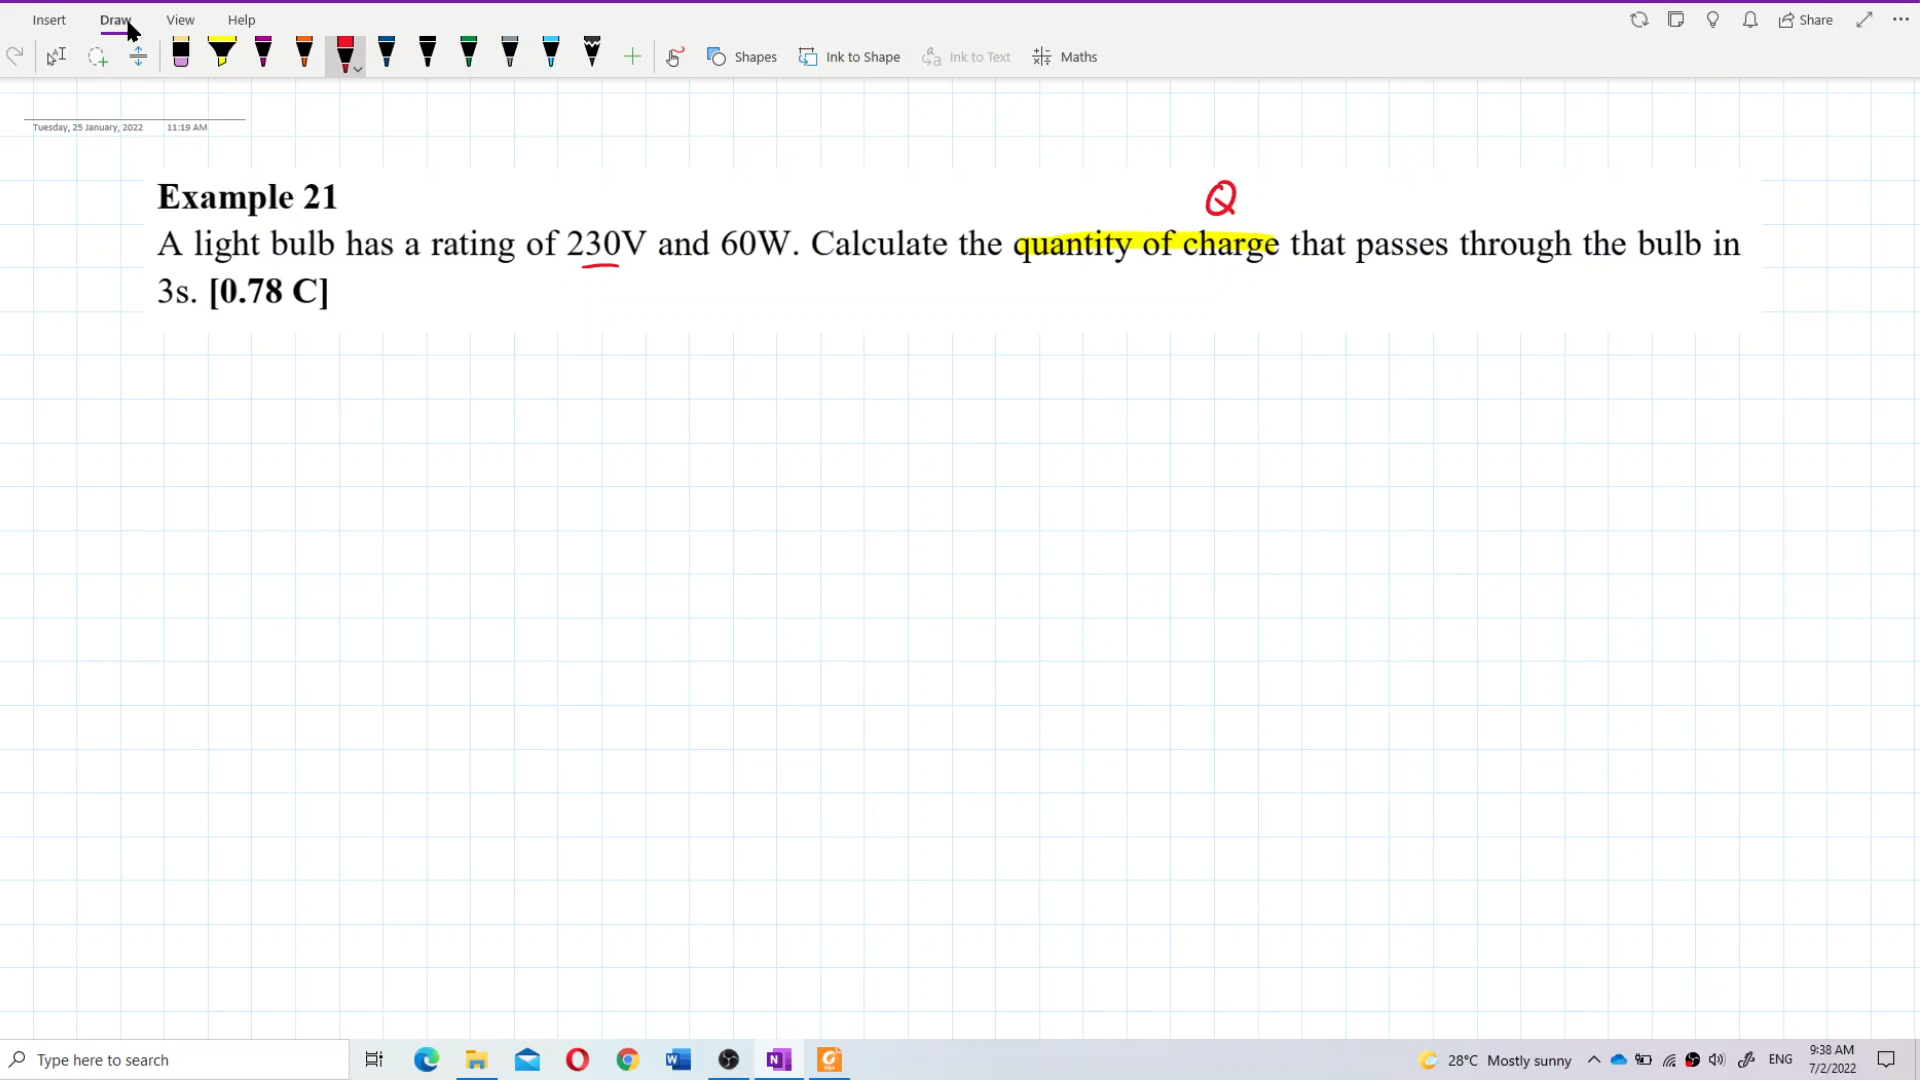 Insert Draw View Help Share
Shapes Ink to Shape Ink to Text Maths
Tuesday, 25 January, 2022 11:19 AM
Example 21
Q
A light bulb has a rating of 230V and 60W. Calculate the quantity of charge that passes through the bulb in
3s. [0.78 C]
Type here to search 28°C Mostly sunny ENG 9:38 AM
7/2/2022